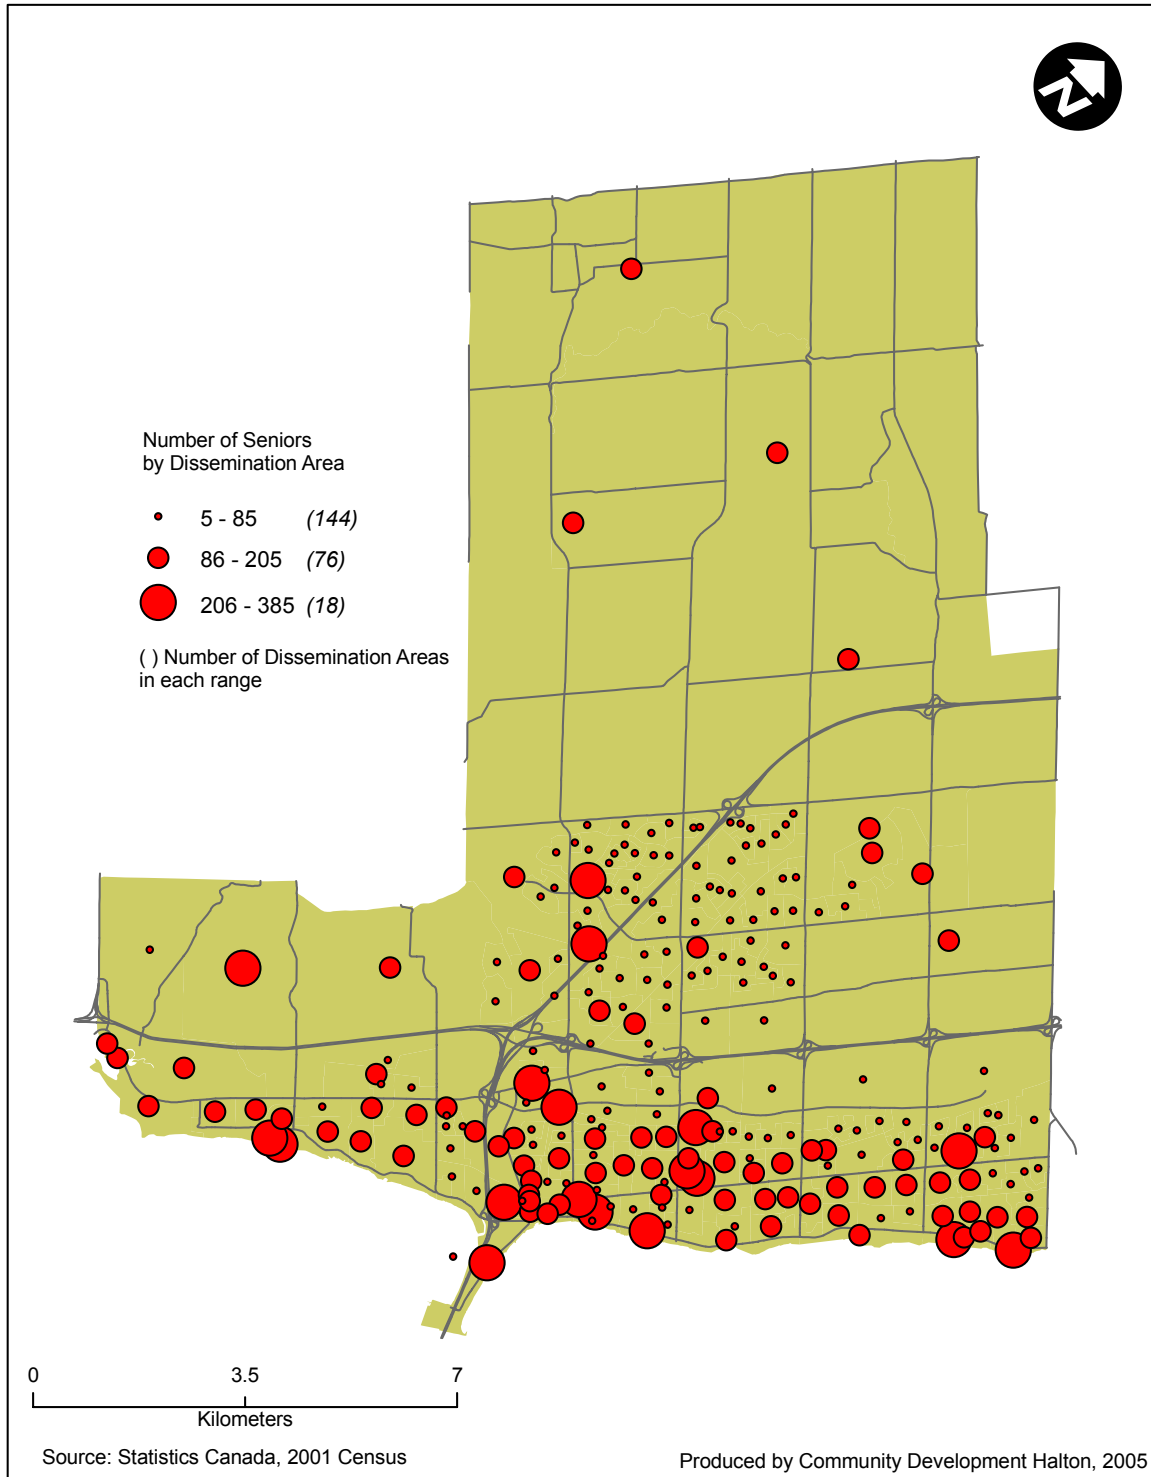 N
Number of Seniors
by Dissemination Area
5 - 85 (144)
86 - 205 (76)
206 - 385 (18)
( ) Number of Dissemination Areas
in each range
0 3.5 7
Kilometers
Source: Statistics Canada, 2001 Census
Produced by Community Development Halton, 2005